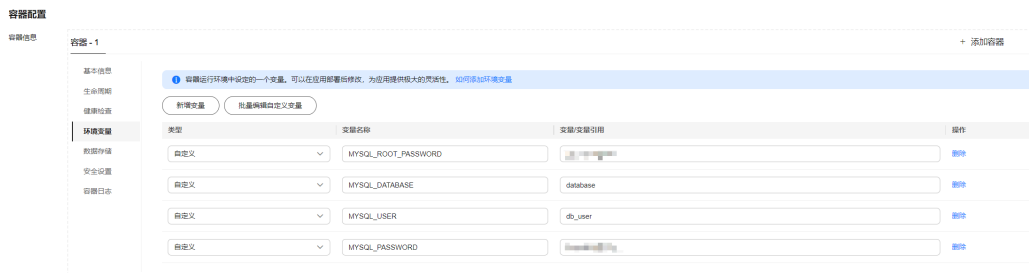 容器配置
容器信息
容器 - 1
+ 添加容器
基本信息
生命周期
健康检查
环境变量
数据存储
安全设置
容器日志
容器运行环境中设定的一个变量。可以在应用部署后修改，为应用提供极大的灵活性。 如何添加环境变量
新增变量 批量编辑自定义变量
类型 变量名称 变量/变量引用 操作
自定义 MYSQL_ROOT_PASSWORD 删除
自定义 MYSQL_DATABASE database 删除
自定义 MYSQL_USER db_user 删除
自定义 MYSQL_PASSWORD 删除